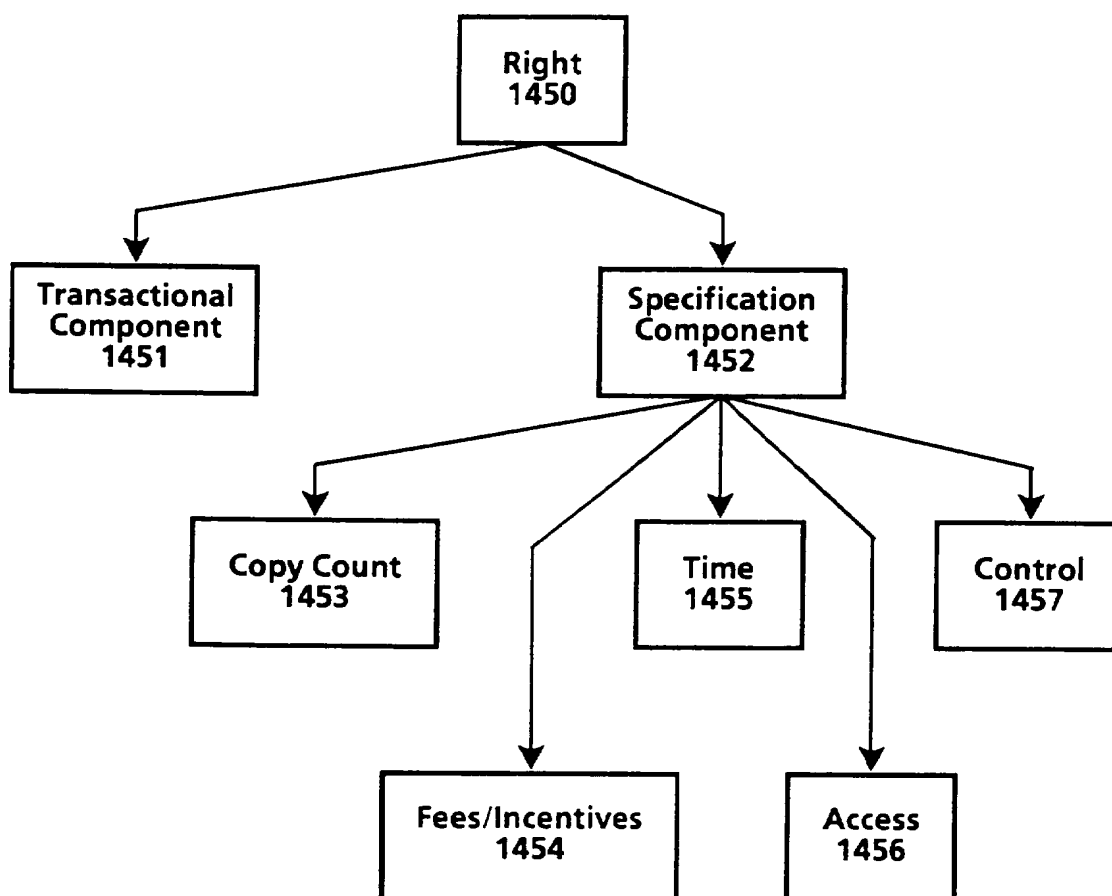 Right
1450
Transactional
Component
1451
Specification
Component
1452
Copy Count
1453
Time
1455
Control
1457
Fees/Incentives
1454
Access
1456